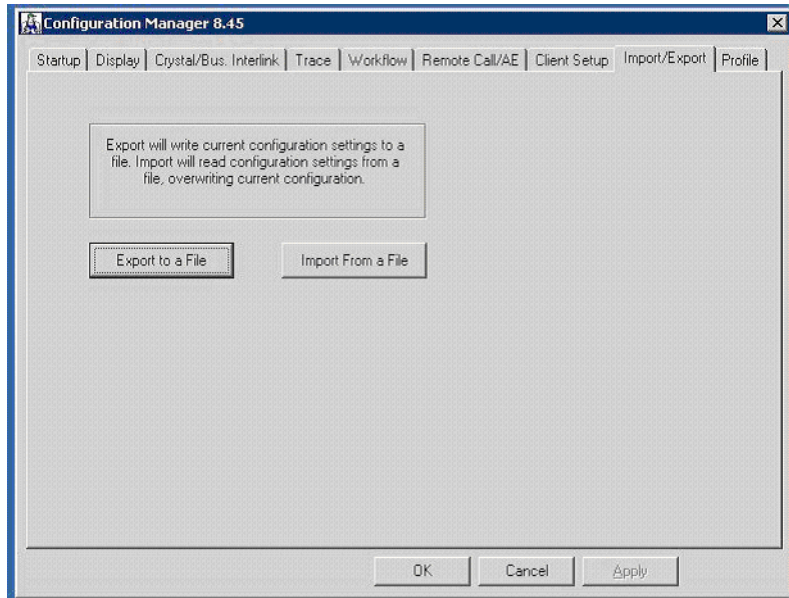 Configuration Manager 8.45
Startup Display Crystal/Bus. Interlink Trace Workflow Remote Call/AE Client Setup Import/Export Profile
Export will write current configuration settings to a
file. Import will read configuration settings from a
file, overwriting current configuration.
Export to a File Import From a File
OK Cancel Apply